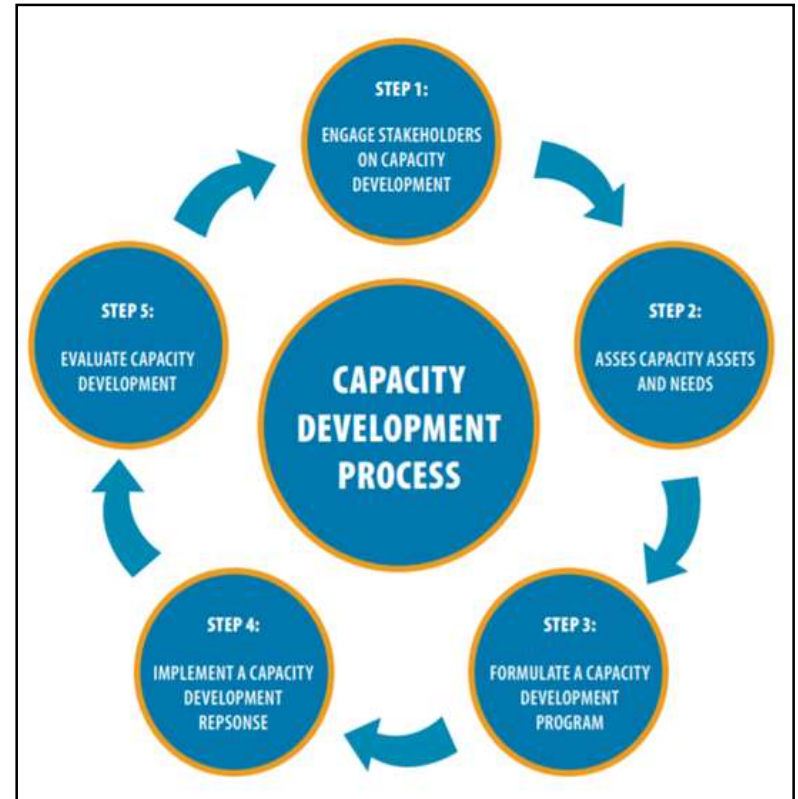 STEP 1:
ENGAGE STAKEHOLDERS
ON CAPACITY
DEVELOPMENT
STEP 2:
ASSES CAPACITY ASSETS
AND NEEDS
STEP 3:
FORMULATE A CAPACITY
DEVELOPMENT
PROGRAM
STEP 4:
IMPLEMENT A CAPACITY
DEVELOPMENT
REPSONSE
STEP 5:
EVALUATE CAPACITY
DEVELOPMENT
CAPACITY
DEVELOPMENT
PROCESS